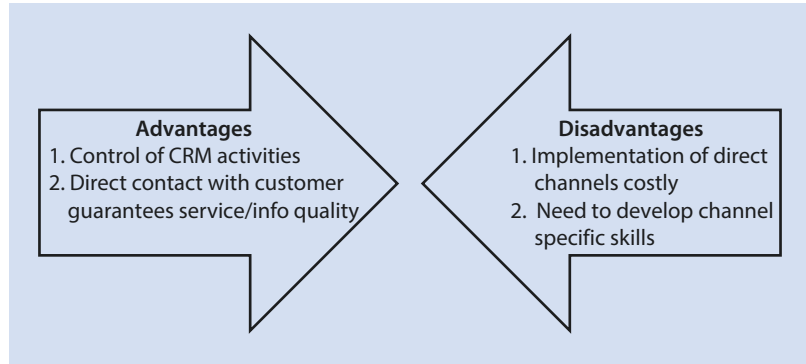 Advantages
1. Control of CRM activities
2. Direct contact with customer
guarantees service/info quality
Disadvantages
1. Implementation of direct
channels costly
2. Need to develop channel
specific skills